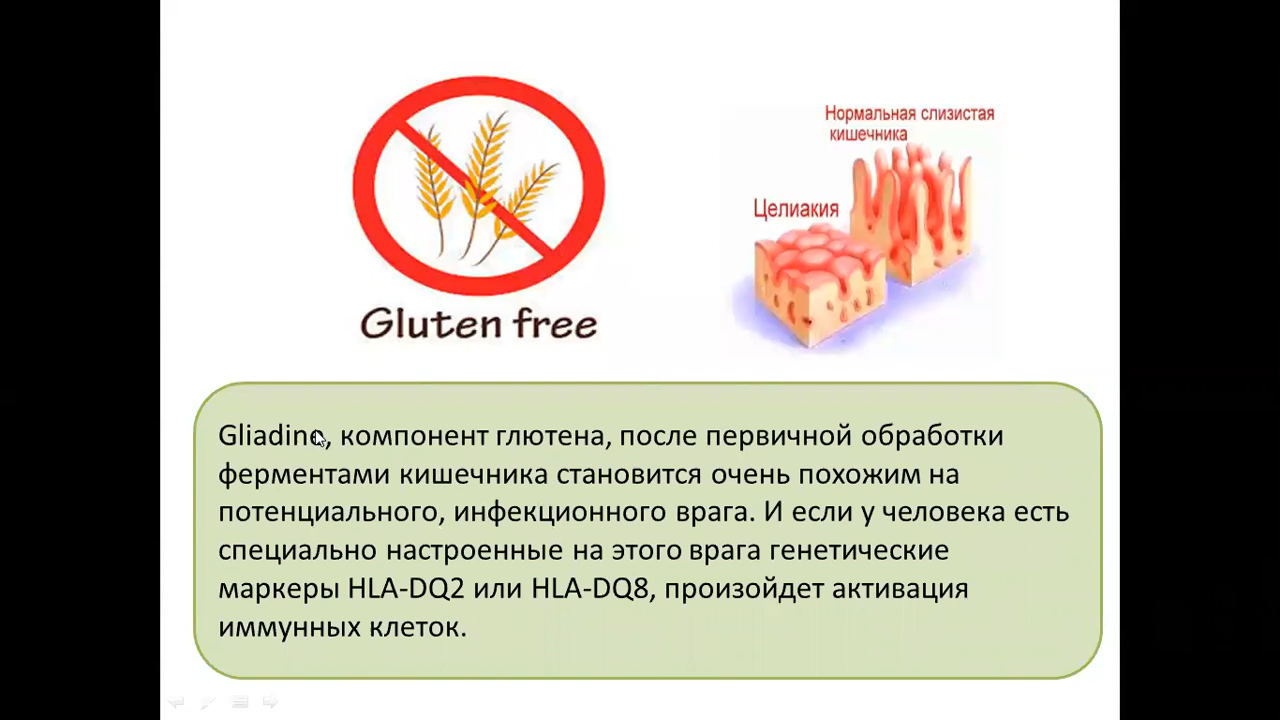 Нормальная слизистая
кишечника
Целиакия
Gluten free
Gliadine, компонент глютена, после первичной обработки
ферментами кишечника становится очень похожим на
потенциального, инфекционного врага. И если у человека есть
специально настроенные на этого врага генетические
маркеры HLA-DQ2 или HLA-DQ8, произойдет активация
иммунных клеток.